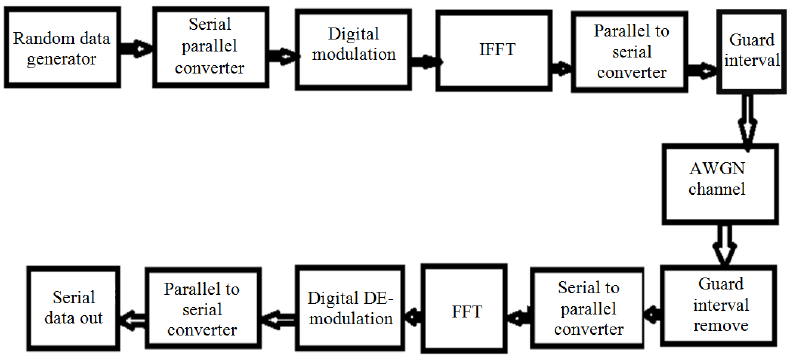 Random data
generator
Serial
parallel
converter
Digital
modulation
IFFT
Parallel to
serial
converter
Guard
interval
AWGN
channel
Guard
interval
remove
Serial to
parallel
converter
FFT
Digital DE-
modulation
Parallel to
serial
converter
Serial
data out